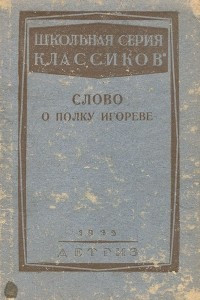 ШКОЛЬНАЯ СЕРИЯ
КЛАССИКОВ
СЛОВО
О ПОЛКУ ИГОРЕВЕ
ДЕТГИЗ